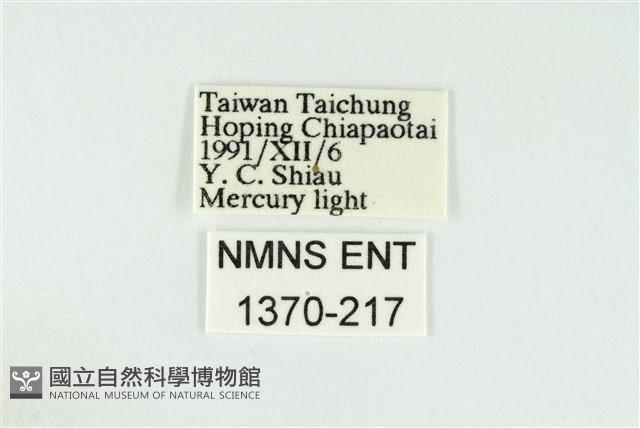 Taiwan Taichung
Hoping Chiapaotai
1991/XII/6
Y. C. Shiau
Mercury light
NMNS ENT
1370-217
國立自然科學博物館
NATIONAL MUSEUM OF NATURAL SCIENCE